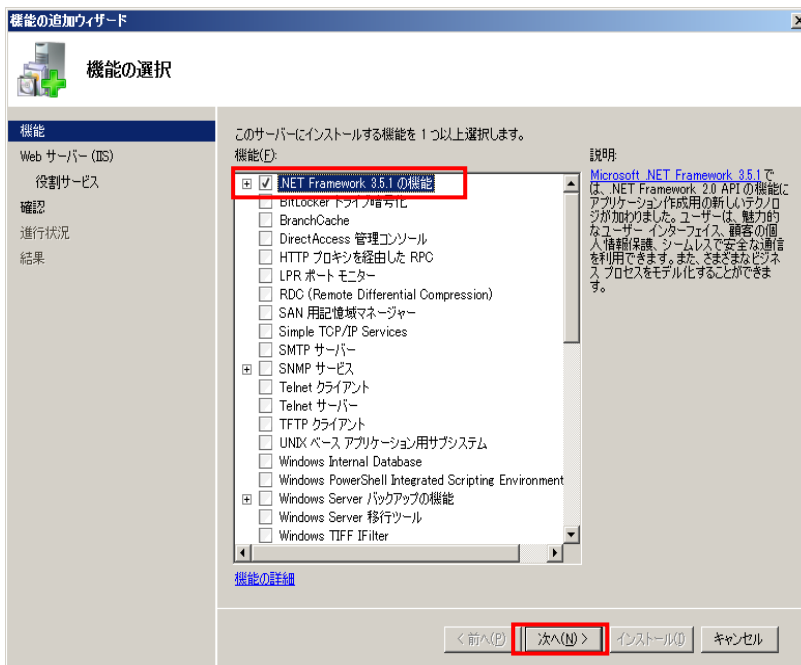 機能の追加ウィザード
機能の選択
機能
Web サーバー (IIS)
役割サービス
確認
進行状況
結果
このサーバーにインストールする機能を 1 つ以上選択します。
機能(F):
.NET Framework 3.5.1 の機能
BitLocker ドライブ暗号化
BranchCache
DirectAccess 管理コンソール
HTTP プロキシを経由した RPC
LPR ポート モニター
RDC (Remote Differential Compression)
SAN 用記憶域マネージャー
Simple TCP/IP Services
SMTP サーバー
SNMP サービス
Telnet クライアント
Telnet サーバー
TFTP クライアント
UNIX ベース アプリケーション用サブシステム
Windows Internal Database
Windows PowerShell Integrated Scripting Environment
Windows Server バックアップの機能
Windows Server 移行ツール
Windows TIFF IFilter
機能の詳細
説明:
Microsoft .NET Framework 3.5.1 で
は、.NET Framework 2.0 API の機能に
アプリケーション作成用の新しいテクノロ
ジが加わりました。ユーザーは、魅力的
なユーザー インターフェイス、顧客の個
人情報保護、シームレスで安全な通信
を利用できます。また、さまざまなビジネ
ス プロセスをモデル化することができま
す。
< 前へ(P)
次へ(N) >
インストール(I)
キャンセル